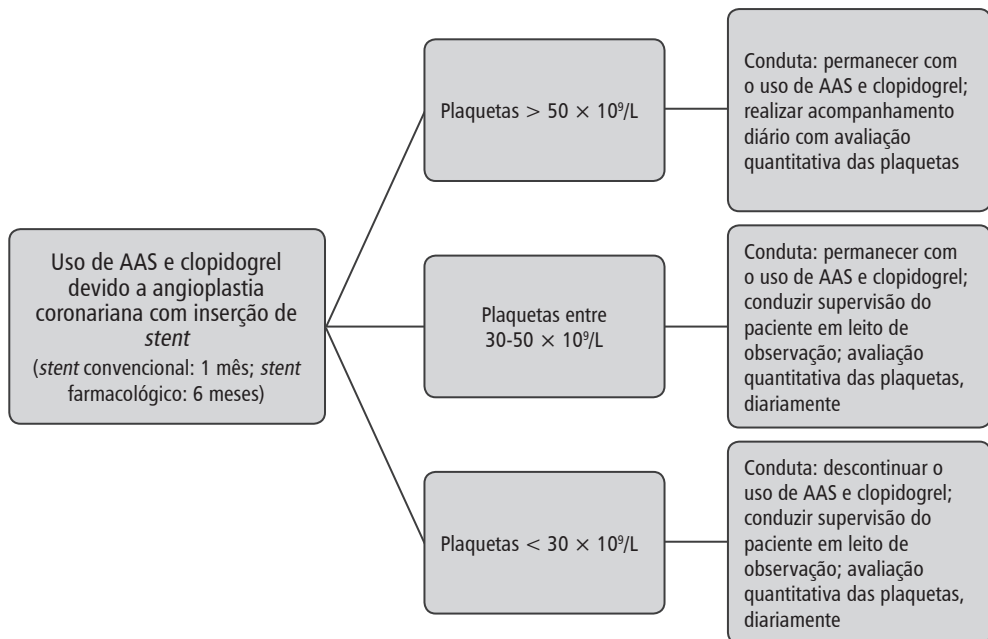 Uso de AAS e clopidogrel
devido a angioplastia
coronariana com inserção de
stent
(stent convencional: 1 mês; stent
farmacológico: 6 meses)
Plaquetas > 50 × 10⁹/L
Conduta: permanecer com
o uso de AAS e clopidogrel;
realizar acompanhamento
diário com avaliação
quantitativa das plaquetas
Plaquetas entre
30-50 × 10⁹/L
Conduta: permanecer com
o uso de AAS e clopidogrel;
conduzir supervisão do
paciente em leito de
observação; avaliação
quantitativa das plaquetas,
diariamente
Plaquetas < 30 × 10⁹/L
Conduta: descontinuar o
uso de AAS e clopidogrel;
conduzir supervisão do
paciente em leito de
observação; avaliação
quantitativa das plaquetas,
diariamente